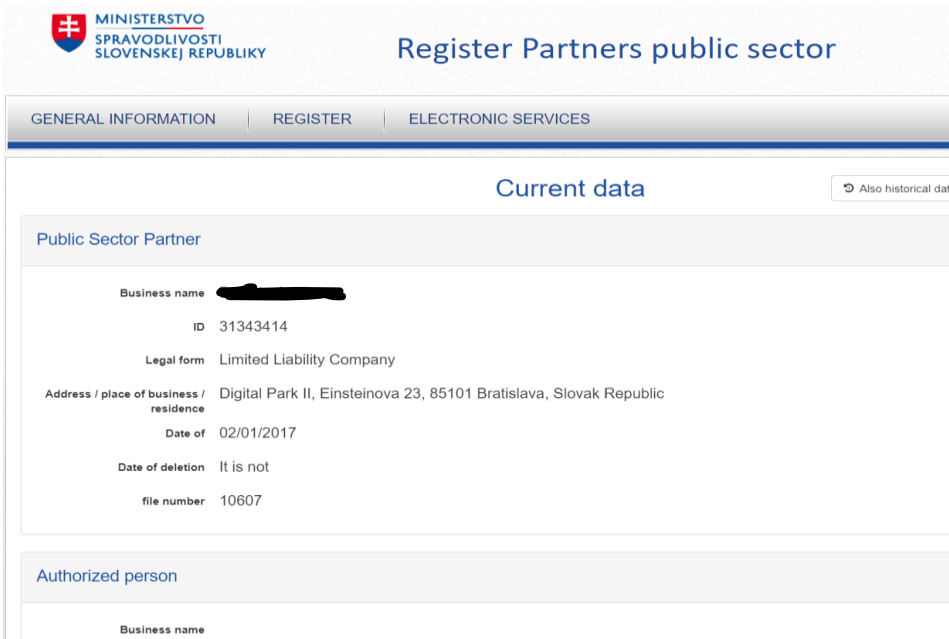 MINISTERSTVO
SPRAVODLIVOSTI
SLOVENSKEJ REPUBLIKY
Register Partners public sector
GENERAL INFORMATION REGISTER ELECTRONIC SERVICES
Current data
Also historical dat
Public Sector Partner
Business name
ID 31343414
Legal form Limited Liability Company
Address / place of business / residence Digital Park II, Einsteinova 23, 85101 Bratislava, Slovak Republic
Date of 02/01/2017
Date of deletion It is not
file number 10607
Authorized person
Business name